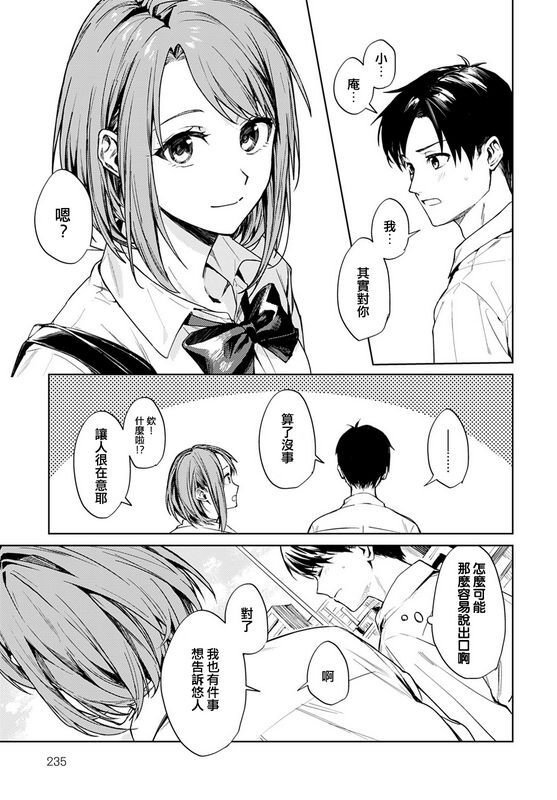 小…
庵…
我…
其實對你
嗯?
────…
算了沒事
欸!
什麼啦!?
讓人很在意耶
怎麼可能
那麼容易說出口啊
啊
對了
我也有件事
想告訴悠人
235